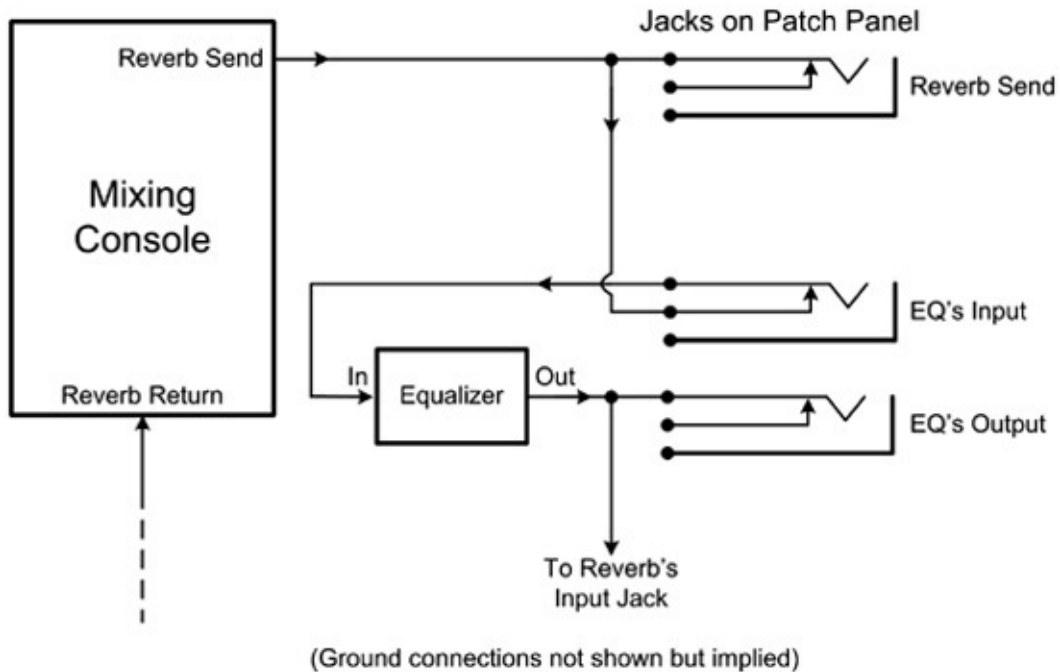 Jacks on Patch Panel
Reverb Send
Reverb Send
Mixing
Console
EQ's Input
In
Equalizer
Out
Reverb Return
EQ's Output
To Reverb's
Input Jack
(Ground connections not shown but implied)